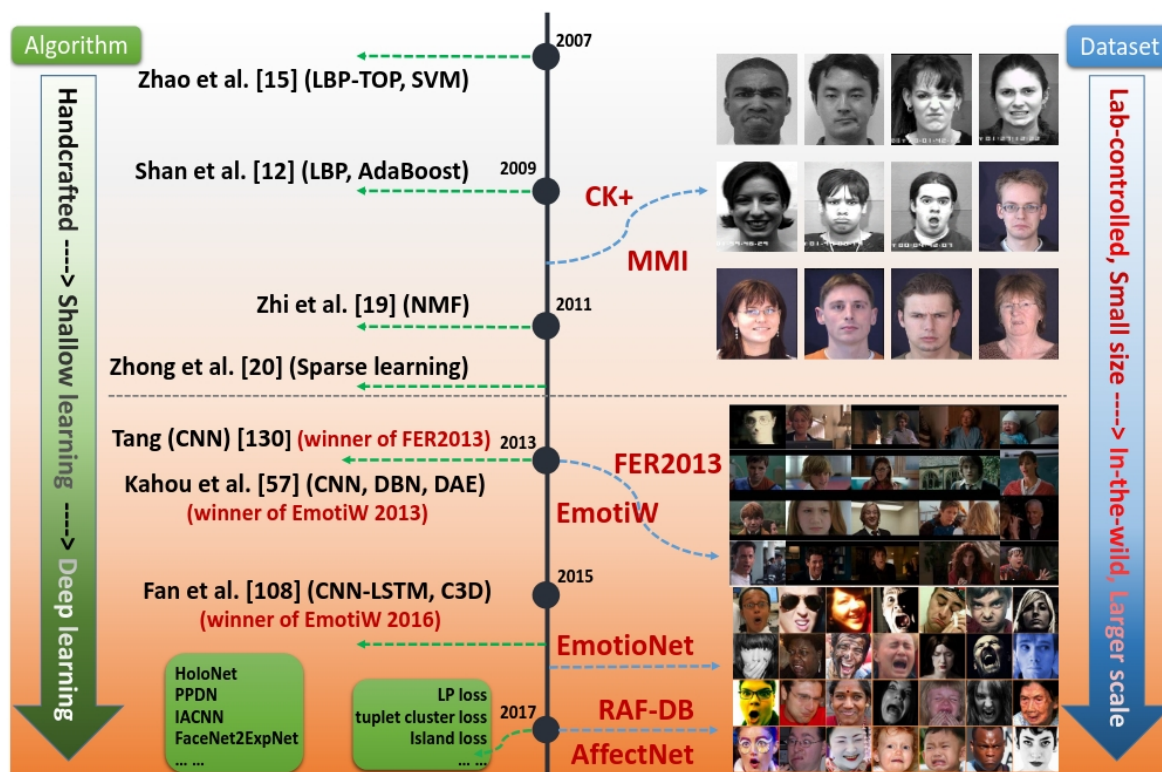 Algorithm
2007
Dataset
Zhao et al. [15] (LBP-TOP, SVM)
Shan et al. [12] (LBP, AdaBoost)
2009
CK+
MMI
Zhi et al. [19] (NMF)
2011
Zhong et al. [20] (Sparse learning)
Tang (CNN) [130] (winner of FER2013)
2013
FER2013
Kahou et al. [57] (CNN, DBN, DAE)
(winner of EmotiW 2013)
EmotiW
2015
Fan et al. [108] (CNN-LSTM, C3D)
(winner of EmotiW 2016)
EmotioNet
HoloNet
PPDN
IACNN
FaceNet2ExpNet
... ...
LP loss
tuplet cluster loss
Island loss
... ...
2017
RAF-DB
AffectNet
Handcrafted ----> Shallow learning ----> Deep learning
Lab-controlled, Small size ----> In-the-wild, Larger scale